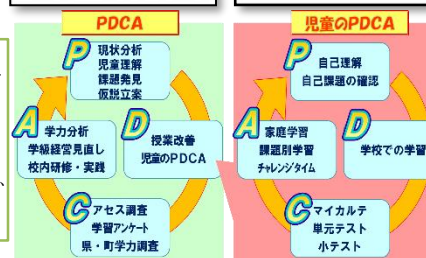 PDCA
P
現状分析
児童理解
課題発見
仮説立案
D
授業改善
児童のPDCA
C
アセス調査
学習アンケート
県・町学力調査
A
学力分析
学級経営見直し
校内研修・実践
児童のPDCA
P
自己理解
自己課題の確認
D
学校での学習
C
マイカルテ
単元テスト
小テスト
A
家庭学習
課題別学習
チャレンジタイム